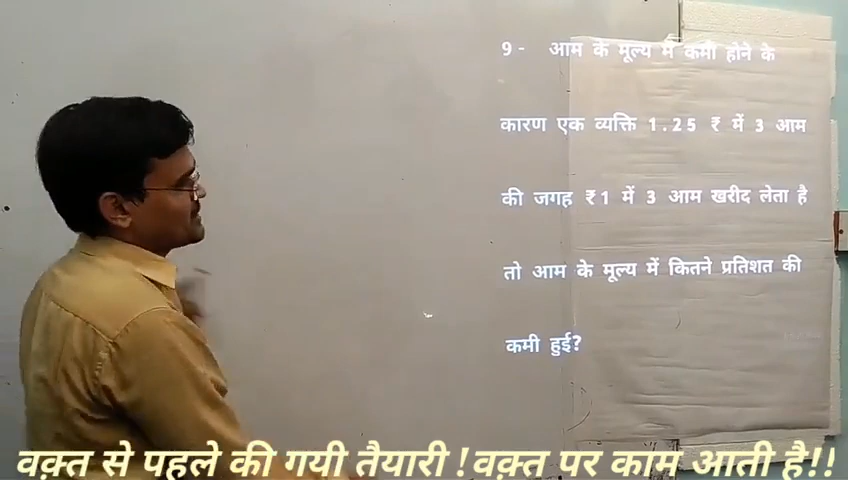 9- आम के मूल्य में कमी होने के
कारण एक व्यक्ति 1.25 ₹ में 3 आम
की जगह ₹1 में 3 आम खरीद लेता है
तो आम के मूल्य में कितने प्रतिशत की
कमी हुई?
वक़्त से पहले की गयी तैयारी !वक़्त पर काम आती है!!